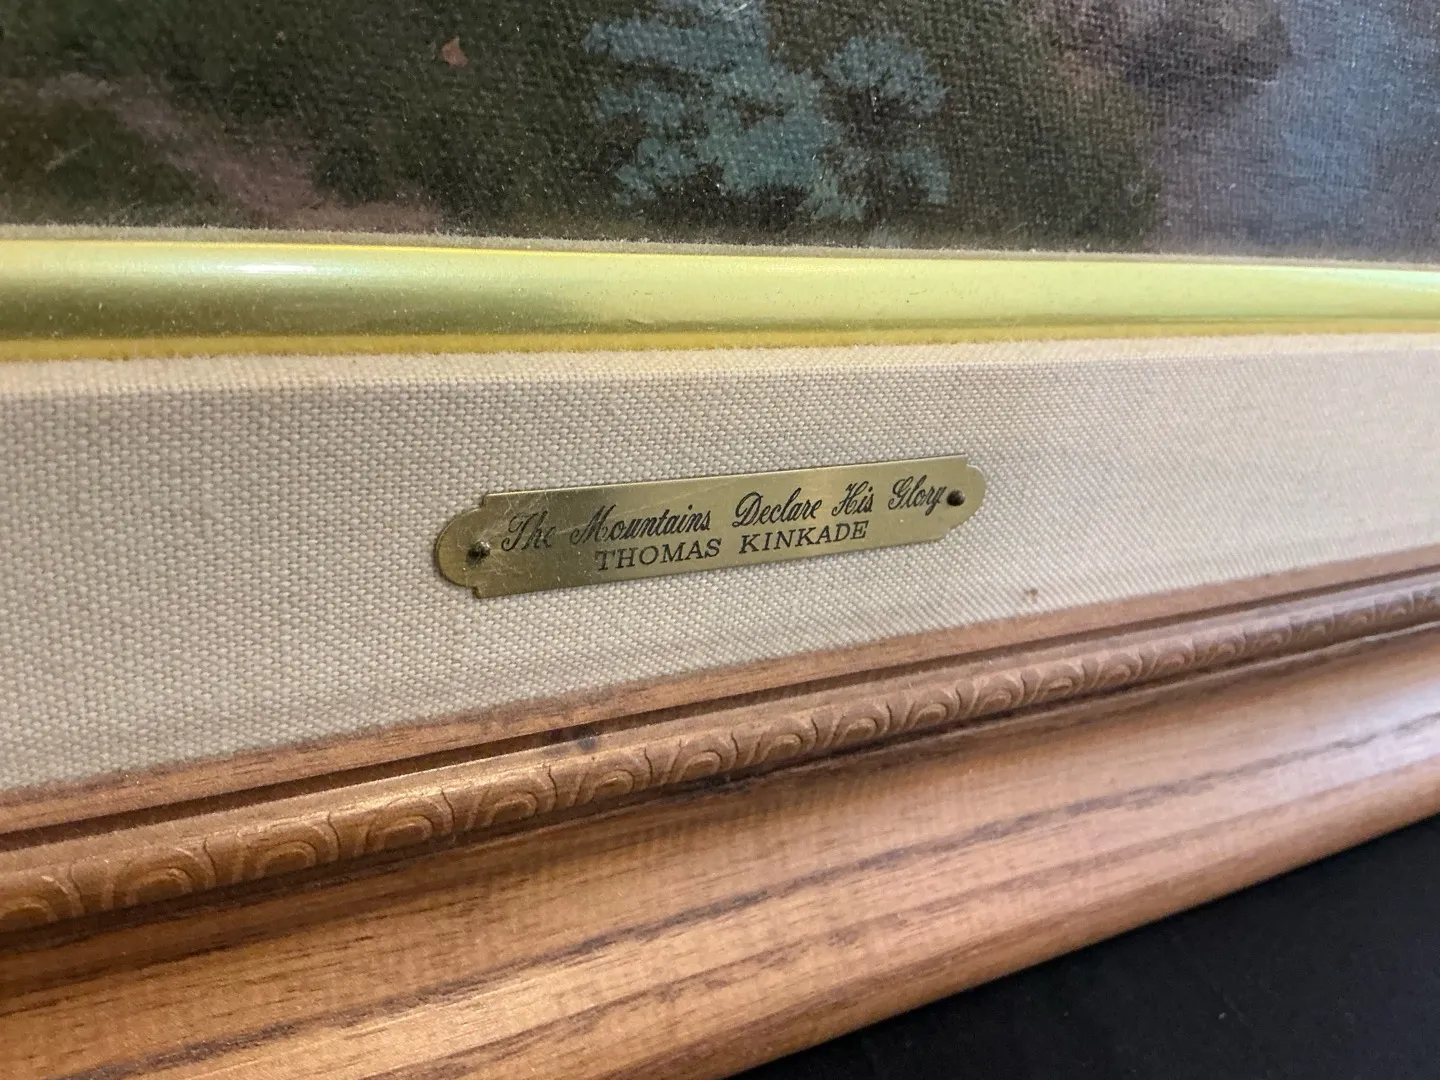 The Mountains Declare His Glory
THOMAS KINKADE